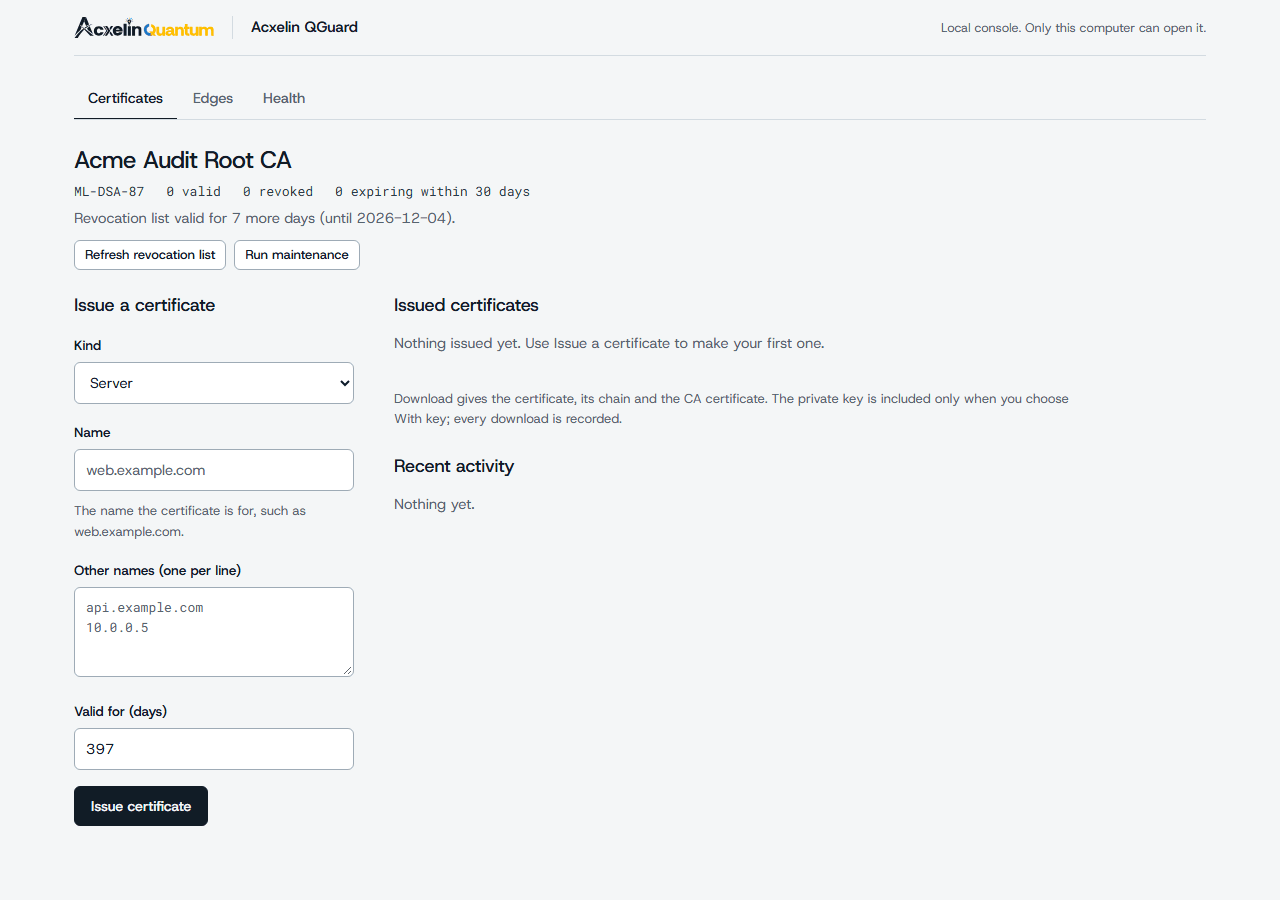 Acxelin Quantum
Acxelin QGuard
Local console. Only this computer can open it.
Certificates
Edges
Health
Acme Audit Root CA
ML-DSA-87 0 valid 0 revoked 0 expiring within 30 days
Revocation list valid for 7 more days (until 2026-12-04).
Refresh revocation list
Run maintenance
Issue a certificate
Kind
Server
Name
web.example.com
The name the certificate is for, such as
web.example.com.
Other names (one per line)
api.example.com
10.0.0.5
Valid for (days)
397
Issue certificate
Issued certificates
Nothing issued yet. Use Issue a certificate to make your first one.
Download gives the certificate, its chain and the CA certificate. The private key is included only when you choose
With key; every download is recorded.
Recent activity
Nothing yet.